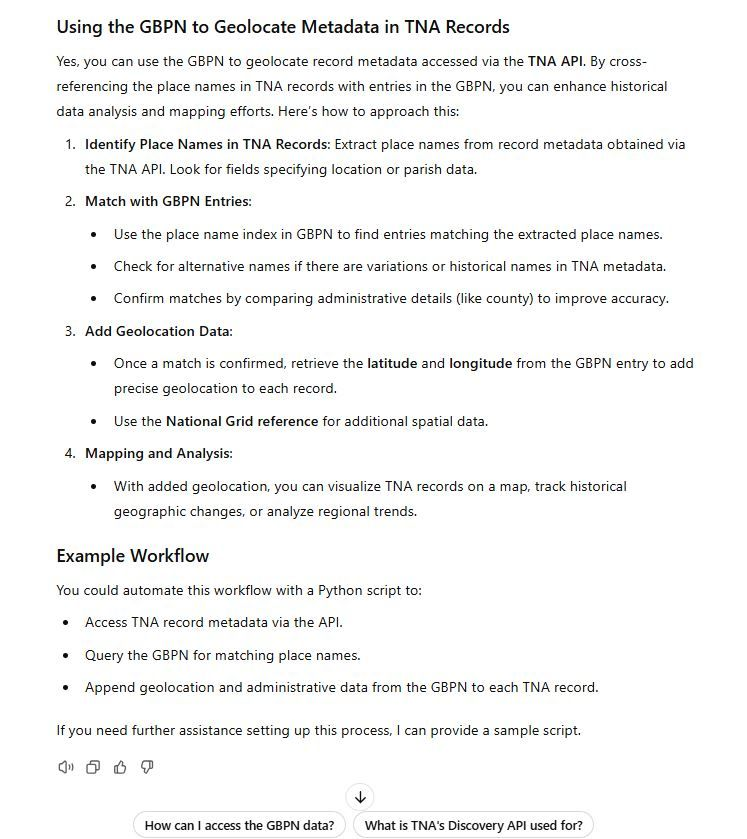 Using the GBPN to Geolocate Metadata in TNA Records
Yes, you can use the GBPN to geolocate record metadata accessed via the TNA API. By cross-
referencing the place names in TNA records with entries in the GBPN, you can enhance historical
data analysis and mapping efforts. Here's how to approach this:
1. Identify Place Names in TNA Records: Extract place names from record metadata obtained via
the TNA API. Look for fields specifying location or parish data.
2. Match with GBPN Entries:
• Use the place name index in GBPN to find entries matching the extracted place names.
• Check for alternative names if there are variations or historical names in TNA metadata.
• Confirm matches by comparing administrative details (like county) to improve accuracy.
3. Add Geolocation Data:
• Once a match is confirmed, retrieve the latitude and longitude from the GBPN entry to add
precise geolocation to each record.
• Use the National Grid reference for additional spatial data.
4. Mapping and Analysis:
• With added geolocation, you can visualize TNA records on a map, track historical
geographic changes, or analyze regional trends.
Example Workflow
You could automate this workflow with a Python script to:
• Access TNA record metadata via the API.
• Query the GBPN for matching place names.
• Append geolocation and administrative data from the GBPN to each TNA record.
If you need further assistance setting up this process, I can provide a sample script.
How can I access the GBPN data? What is TNA's Discovery API used for?